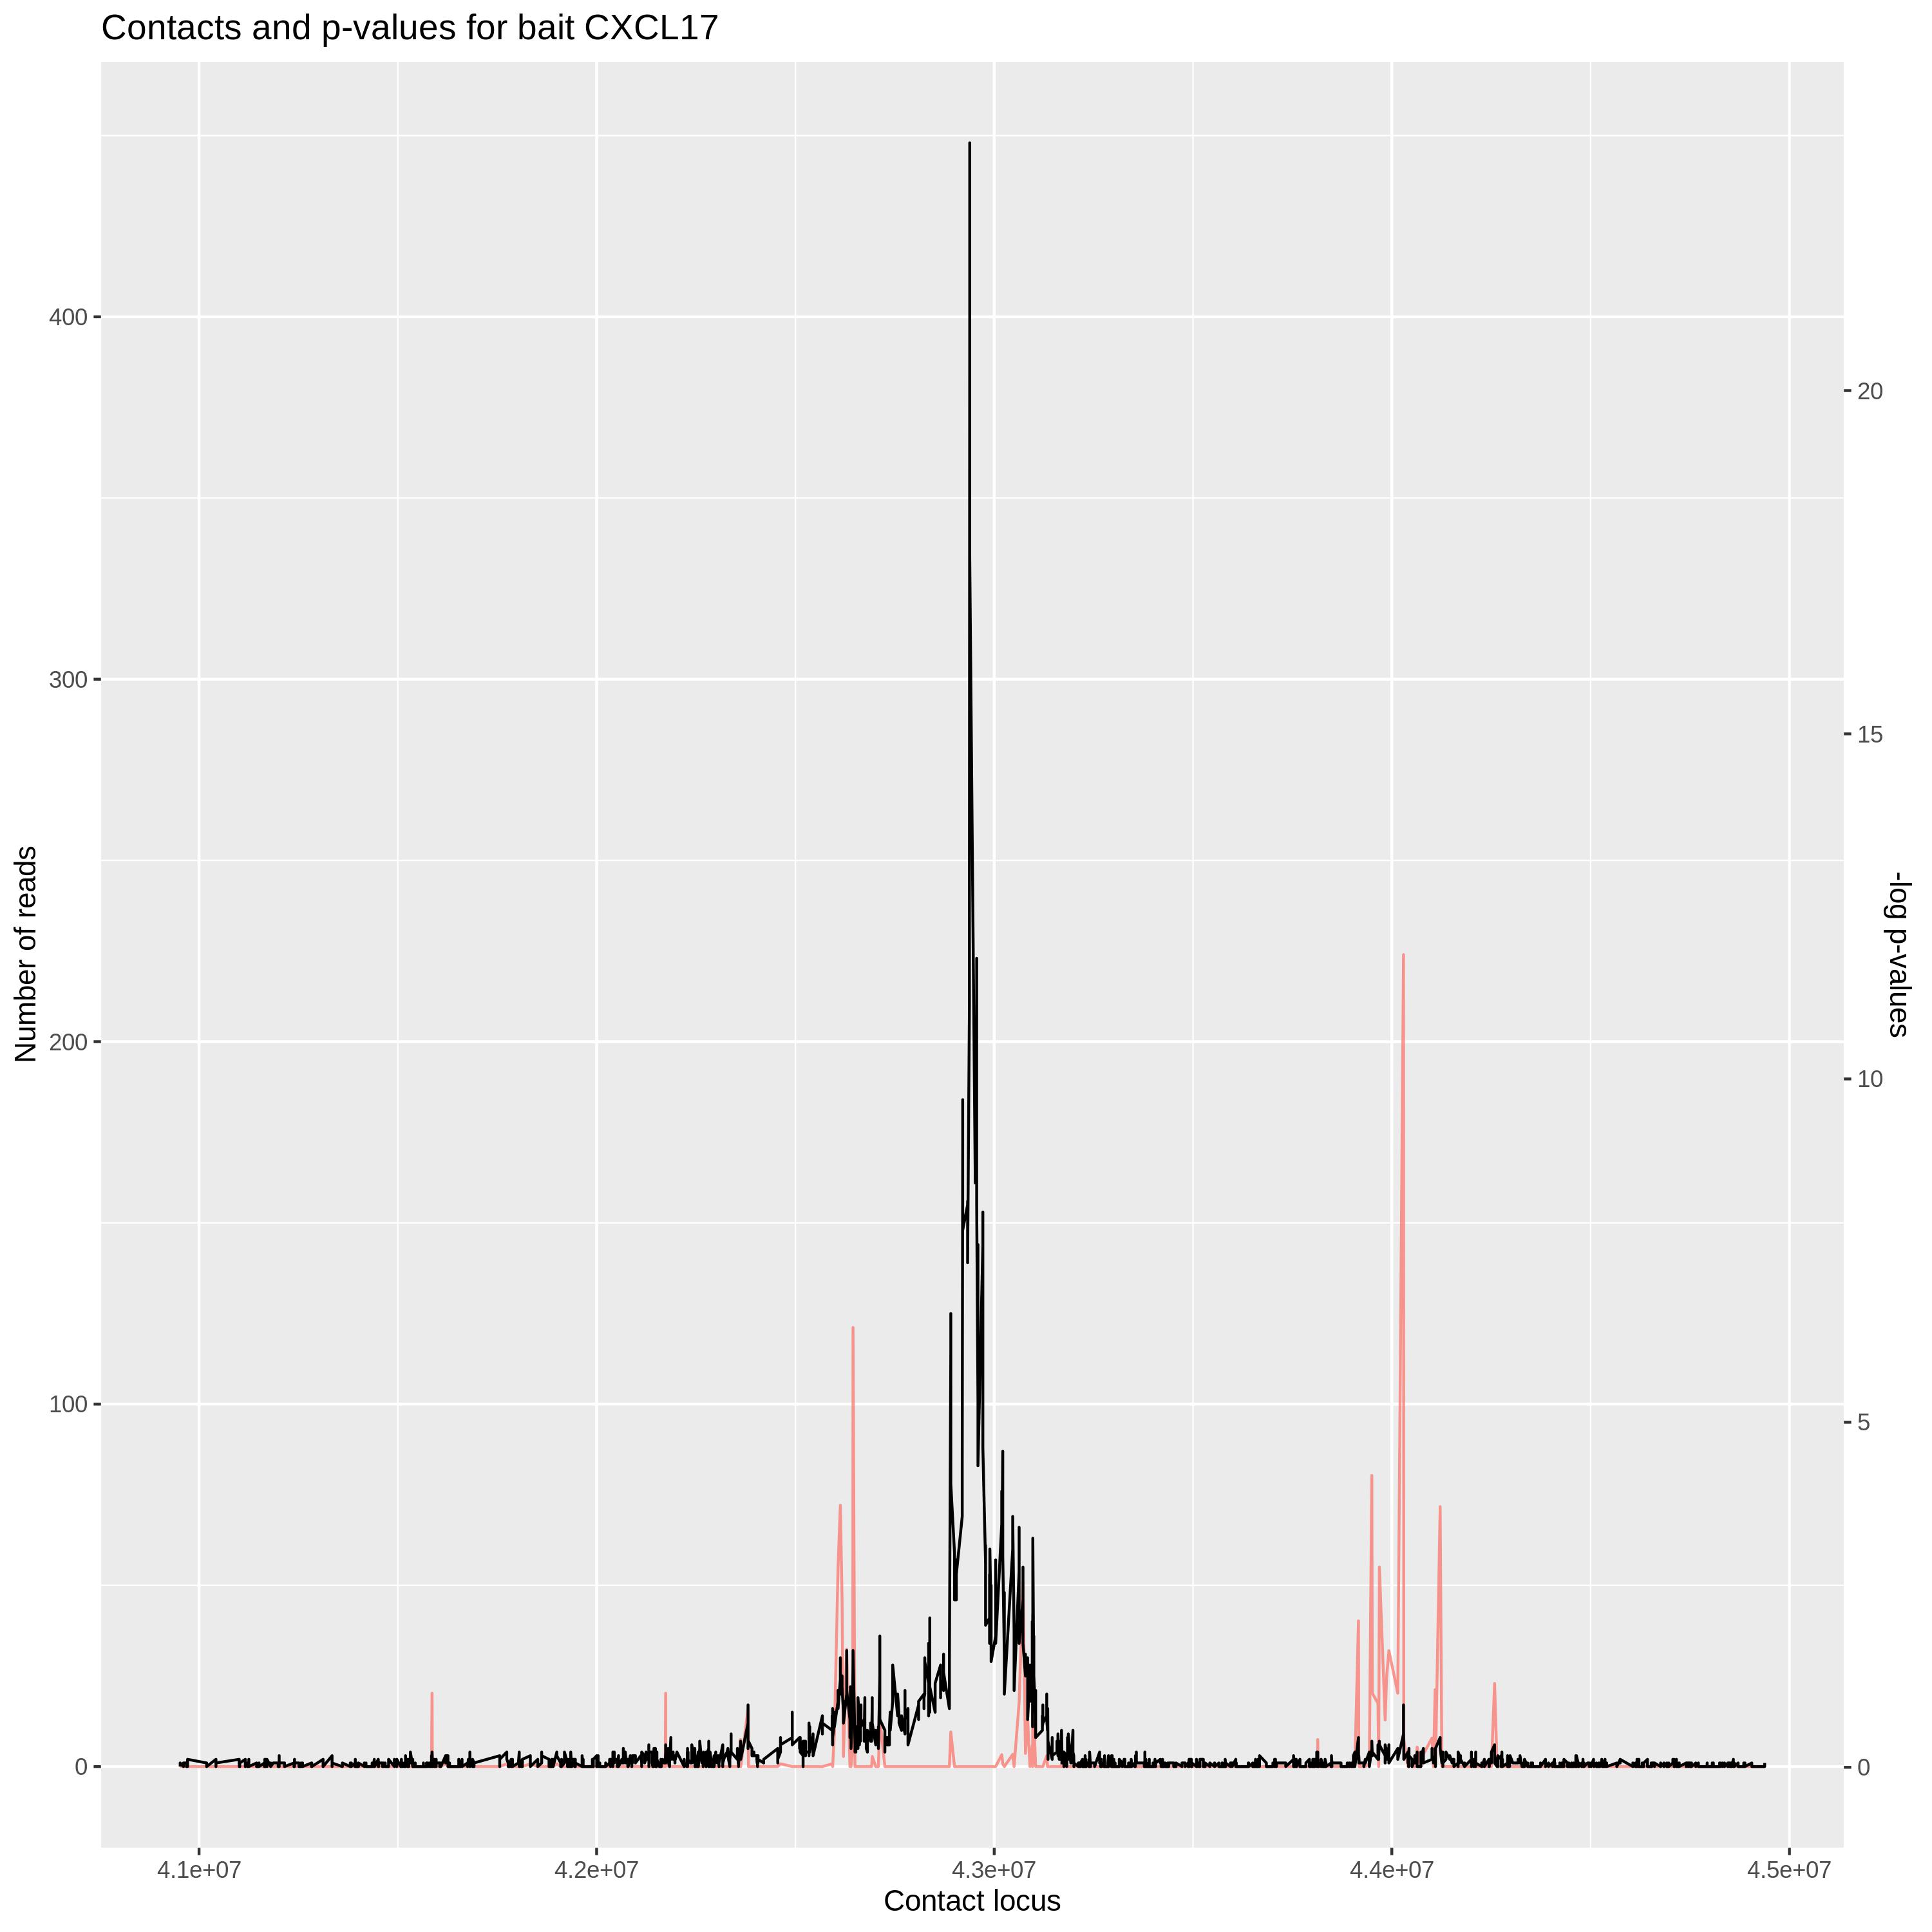 Contacts and p-values for bait CXCL17
Number of reads
400
300
200
100
0
20
15
10
5
0
-log p-values
4.1e+07
4.2e+07
4.3e+07
4.4e+07
4.5e+07
Contact locus